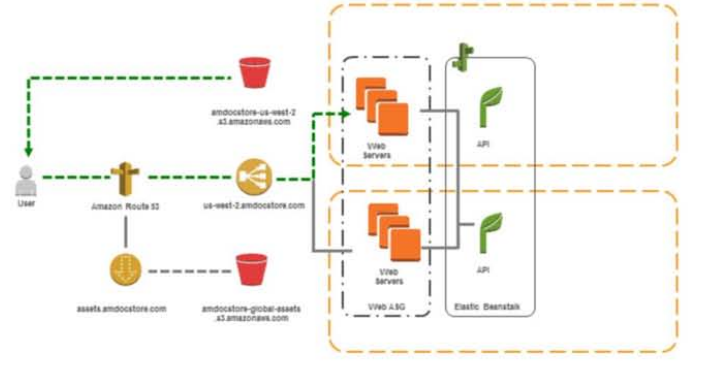 amdocstore-us-west-2
.s3.amazonaws.com
Web
Servers
API
User
Amazon Route 53
us-west-2.amdocstore.com
Web
Servers
API
assets.amdocstore.com
amdocstore-global-assets
.s3.amazonaws.com
Web ASG
Elastic Beanstalk